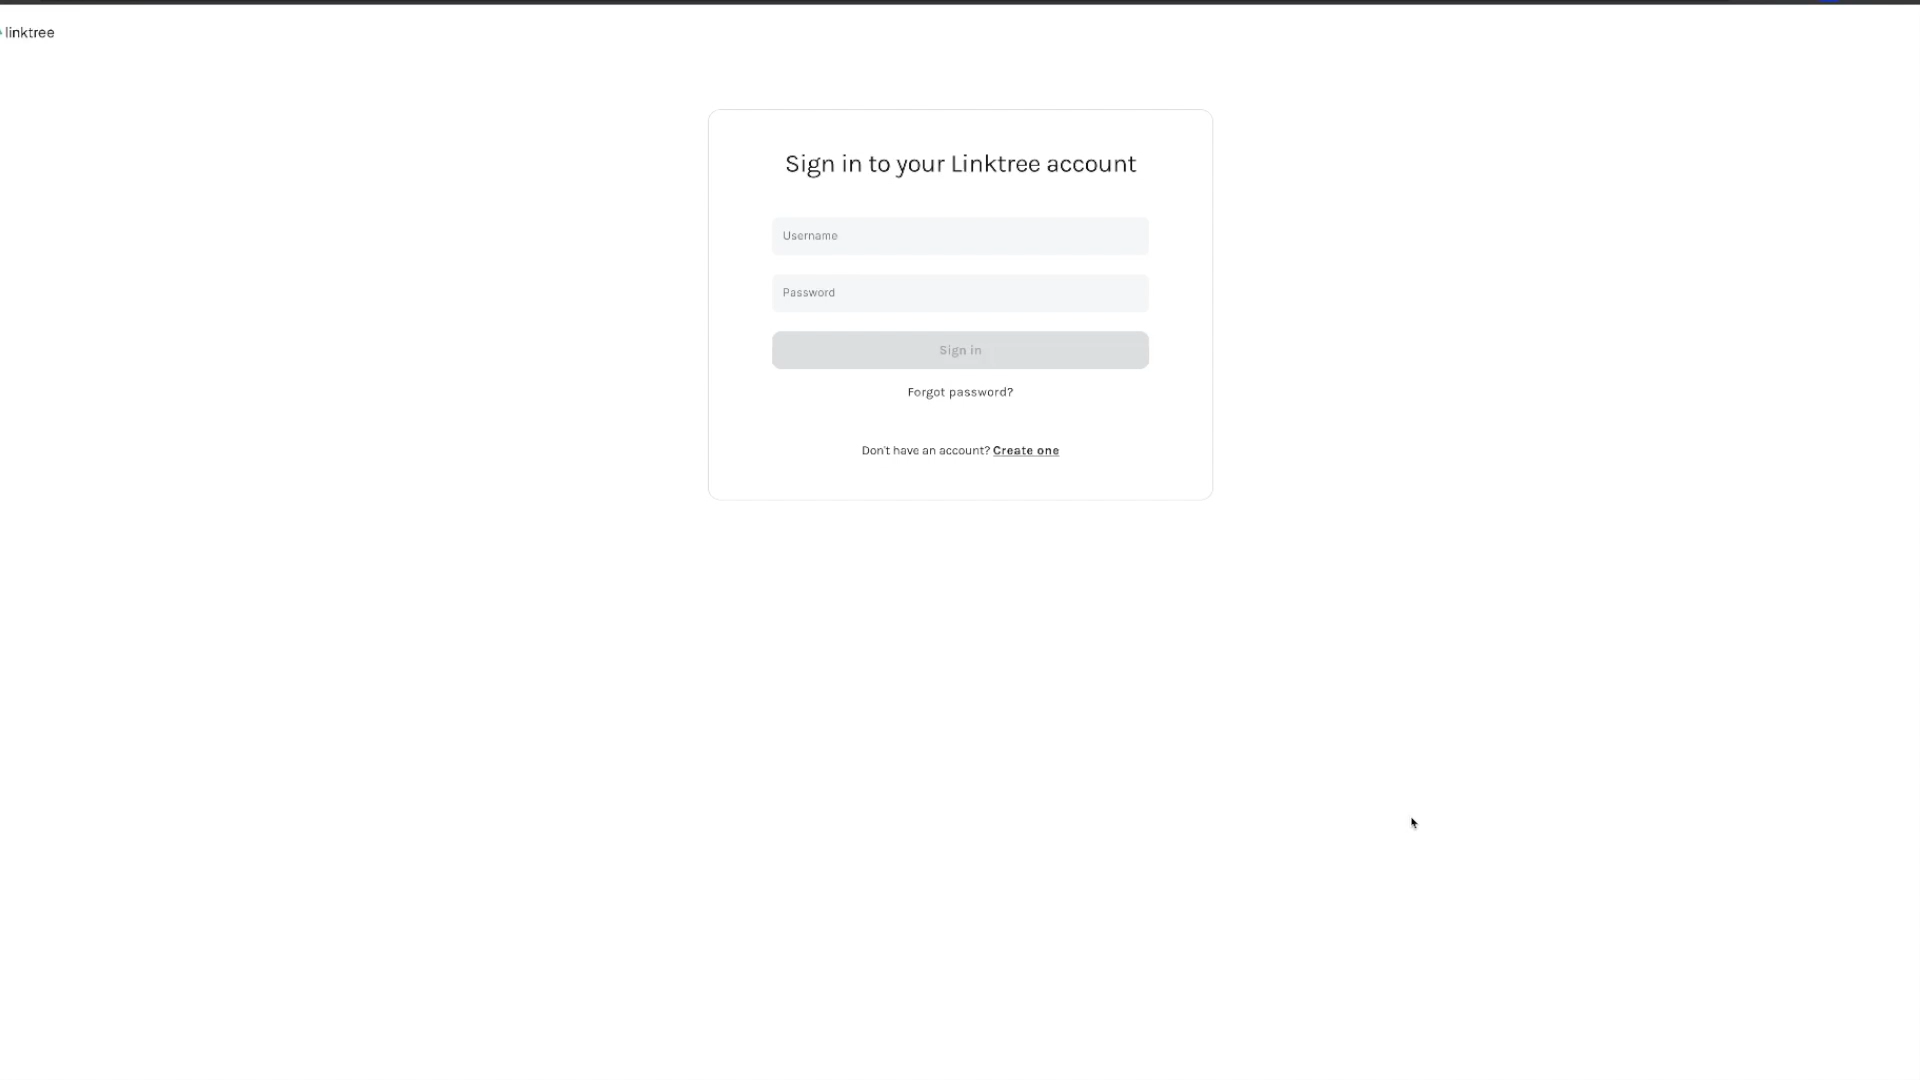 linktree
Sign in to your Linktree account
Username
Password
Sign in
Forgot password?
Don't have an account? Create one